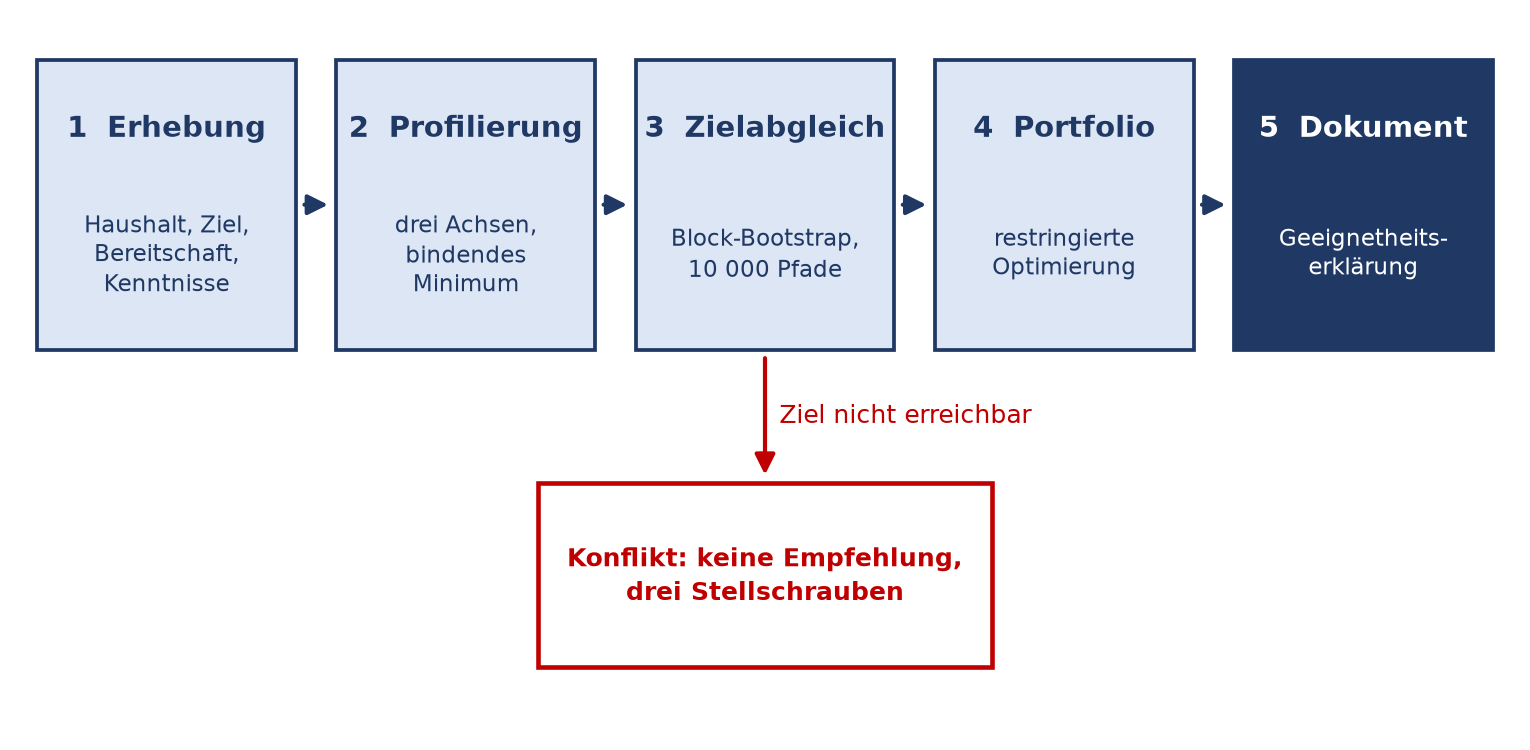 1 Erhebung
Haushalt, Ziel,
Bereitschaft,
Kenntnisse
2 Profilierung
drei Achsen,
bindendes
Minimum
3 Zielabgleich
Block-Bootstrap,
10 000 Pfade
4 Portfolio
restringierte
Optimierung
5 Dokument
Geeignetheits-
erklärung
Ziel nicht erreichbar
Konflikt: keine Empfehlung,
drei Stellschrauben